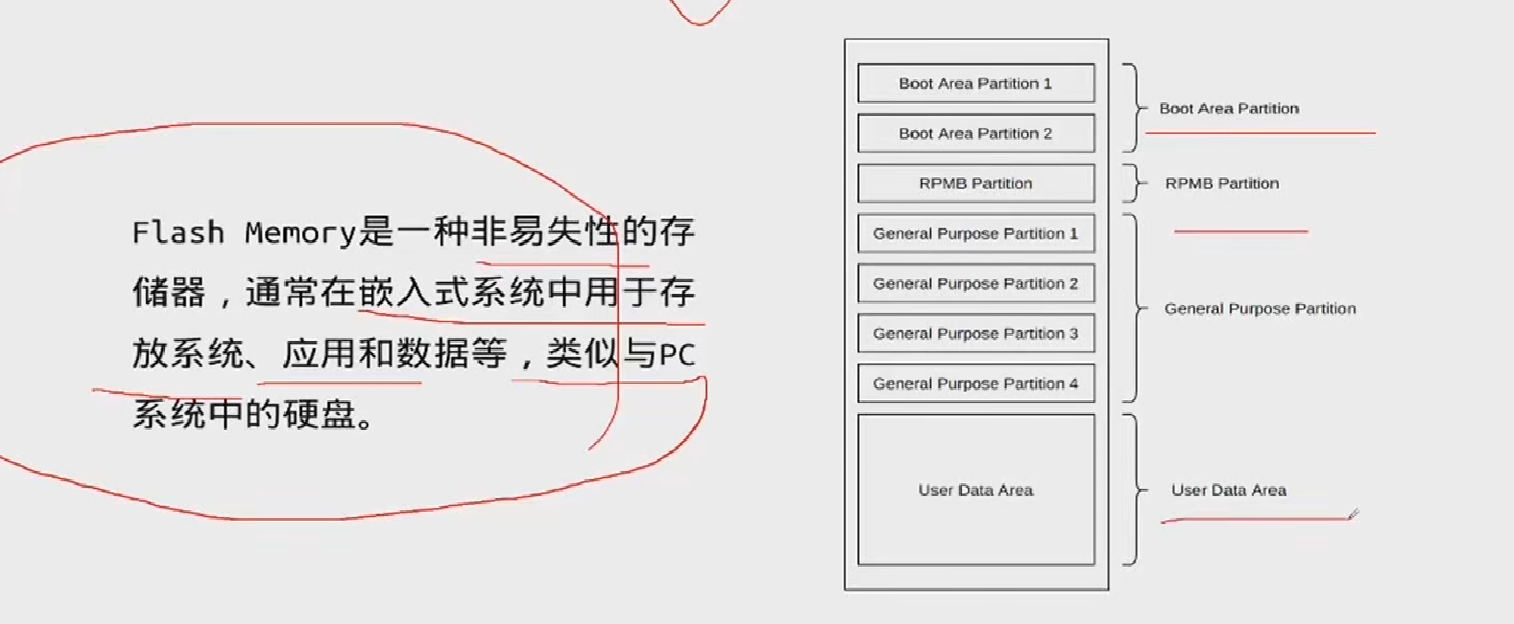 Flash Memory是一种非易失性的存
储器，通常在嵌入式系统中用于存
放系统、应用和数据等，类似与PC
系统中的硬盘。
Boot Area Partition 1
Boot Area Partition 2
RPMB Partition
General Purpose Partition 1
General Purpose Partition 2
General Purpose Partition 3
General Purpose Partition 4
User Data Area
Boot Area Partition
RPMB Partition
General Purpose Partition
User Data Area